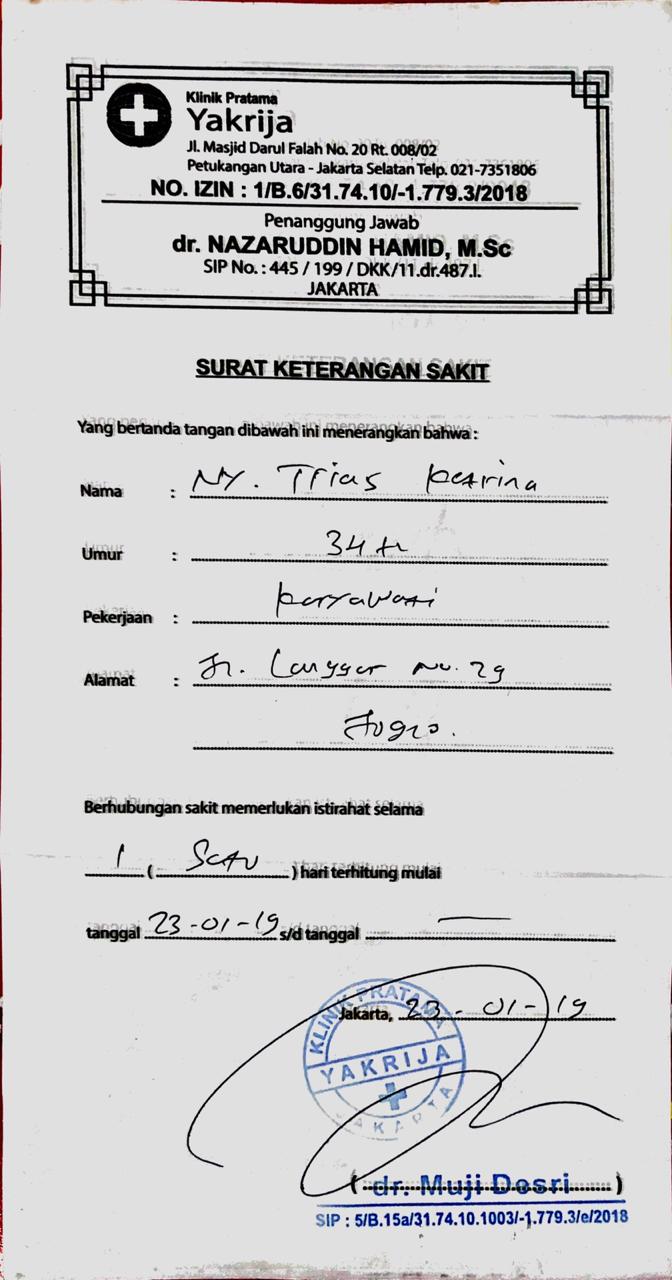 Klinik Pratama
Yakrija
Jl. Masjid Darul Falah No. 20 Rt. 008/02
Petukangan Utara - Jakarta Selatan Telp. 021-7351806
NO. IZIN : 1/B.6/31.74.10/-1.779.3/2018
Penanggung Jawab
dr. NAZARUDDIN HAMID, M.Sc
SIP No. : 445 / 199 / DKK/11.dr.487.I.
JAKARTA
SURAT KETERANGAN SAKIT
Yang bertanda tangan dibawah ini menerangkan bahwa :
Nama : NY. Trias
Umur : 34 th
Pekerjaan : karyawati
Alamat : Jl. Langgar No. 29
Joglo.
Berhubungan sakit memerlukan istirahat selama
1 ( Satu ) hari terhitung mulai
tanggal 23-01-19 s/d tanggal —
Jakarta, 23-01-19
KLINIK PRATAMA
YAKRIJA
JAKARTA
( dr. Muji Dosri )
SIP : 5/B.15a/31.74.10.1003/-1.779.3/e/2018